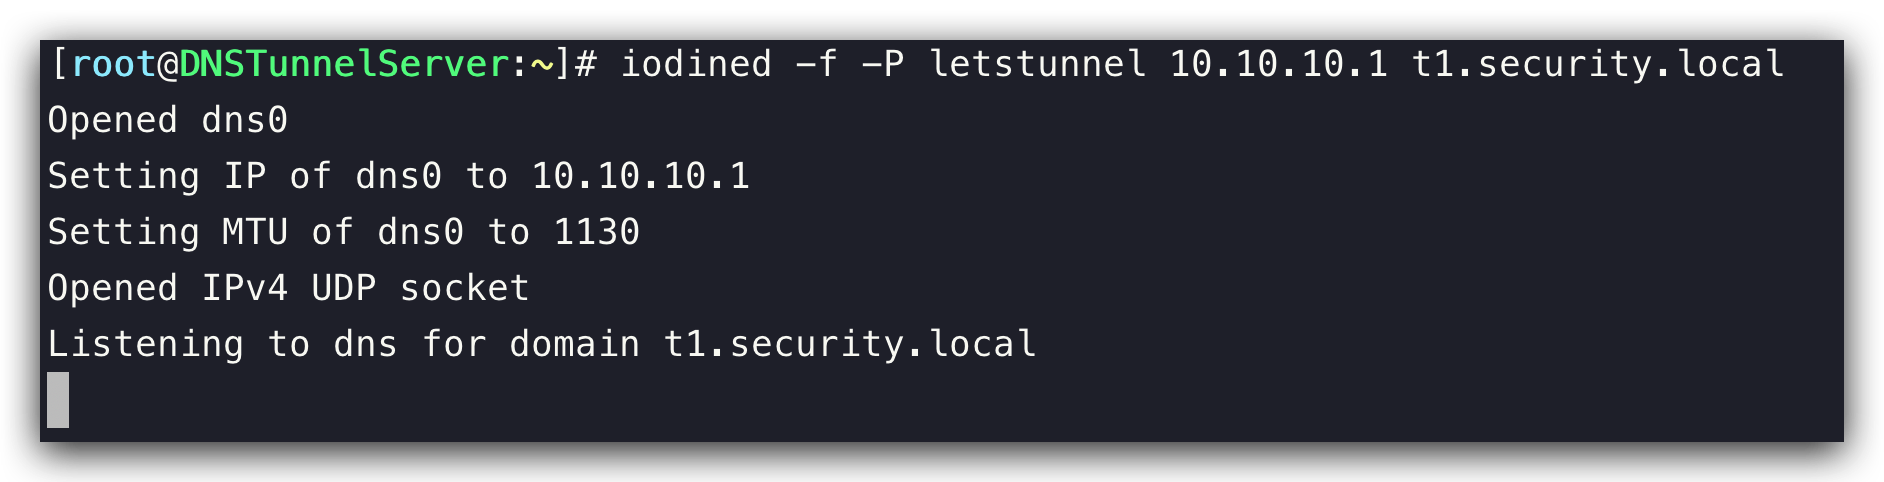 [root@DNSTunnelServer:~]# iodined -f -P letstunnel 10.10.10.1 t1.security.local
Opened dns0
Setting IP of dns0 to 10.10.10.1
Setting MTU of dns0 to 1130
Opened IPv4 UDP socket
Listening to dns for domain t1.security.local